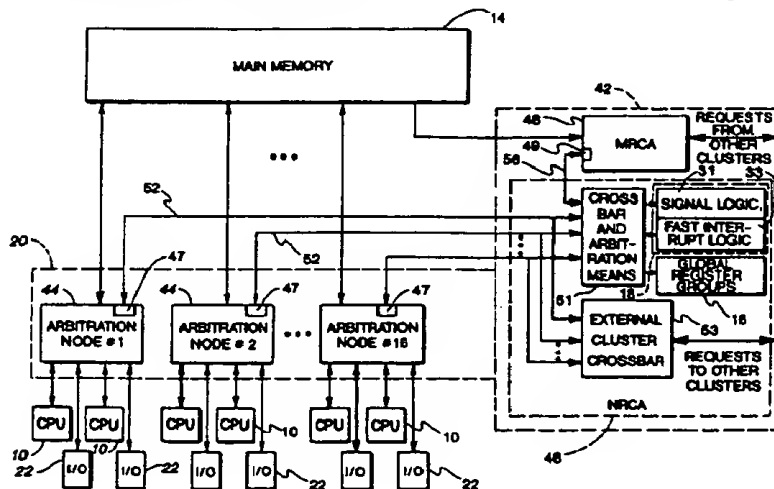 14
MAIN MEMORY
42
48
49
MRCA
REQUESTS
FROM
OTHER
CLUSTERS
56
31
33
52
52
CROSS
BAR
AND
ARBIT-
RATION
MEANS
SIGNAL LOGIC
FAST INTER-
RUPT LOGIC
18
GLOBAL
REGISTER
GROUPS
16
51
20
47
47
47
44
44
ARBITRATION
NODE #1
ARBITRATION
NODE #2
ARBITRATION
NODE #16
EXTERNAL
CLUSTER
CROSSBAR
53
REQUESTS
TO OTHER
CLUSTERS
NRCA
46
CPU
CPU
CPU
CPU
CPU
CPU
10
10
10
10
I/O
I/O
I/O
I/O
I/O
I/O
22
22
22
22